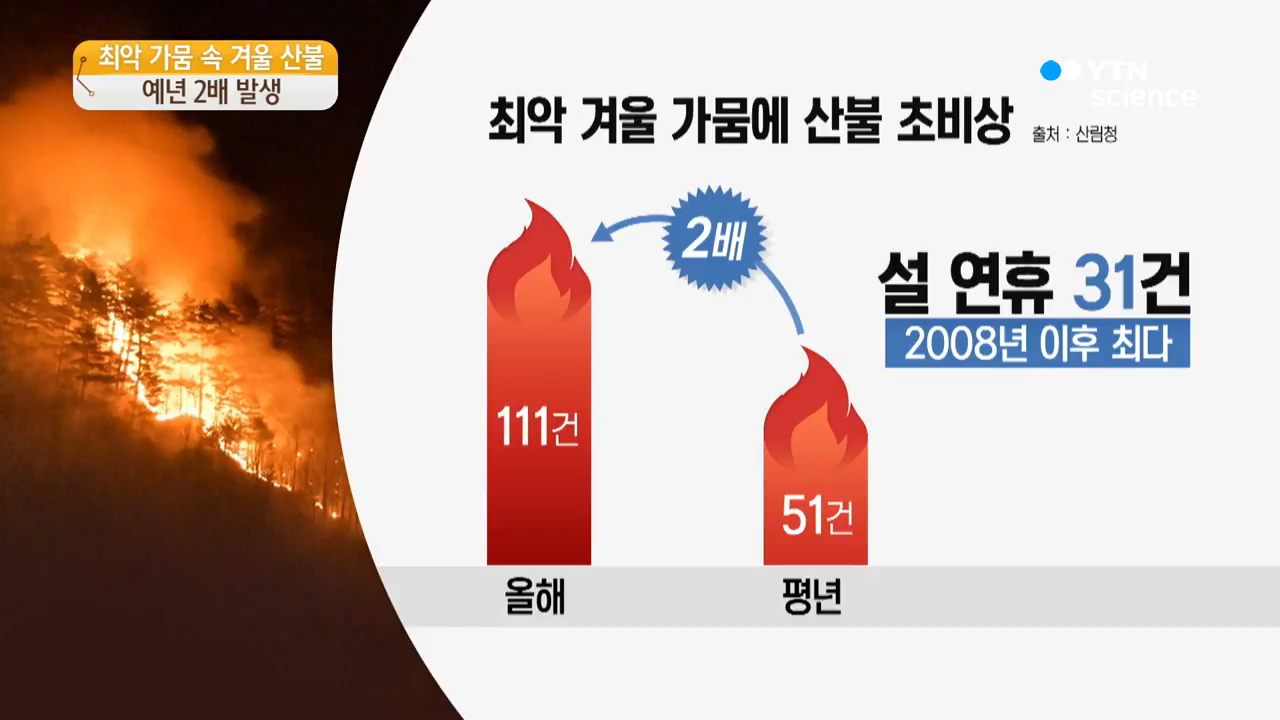 최악 가뭄 속 겨울 산불
예년 2배 발생
YTN
science
최악 겨울 가뭄에 산불 초비상
출처 : 산림청
2배
설 연휴 31건
2008년 이후 최다
111건
51건
올해
평년